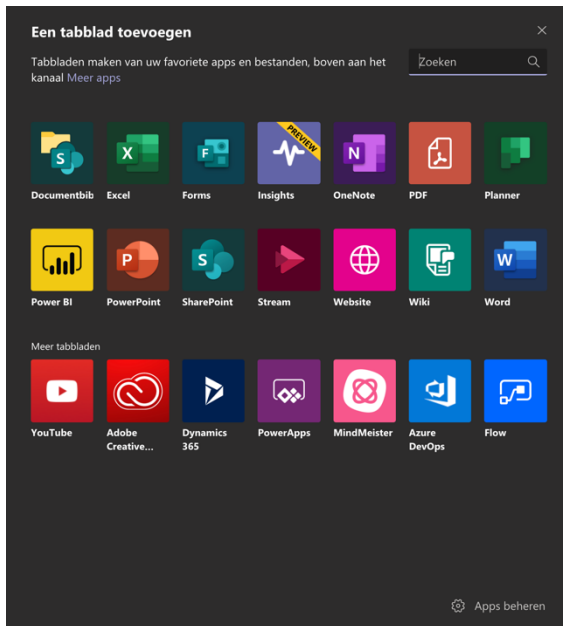 Een tabblad toevoegen
Tabbladen maken van uw favoriete apps en bestanden, boven aan het
kanaal Meer apps
Zoeken
PREVIEW
Documentbib Excel Forms Insights OneNote PDF Planner
Power BI PowerPoint SharePoint Stream Website Wiki Word
Meer tabbladen
YouTube Adobe Dynamics PowerApps MindMeister Azure Flow
Creative... 365 DevOps
Apps beheren